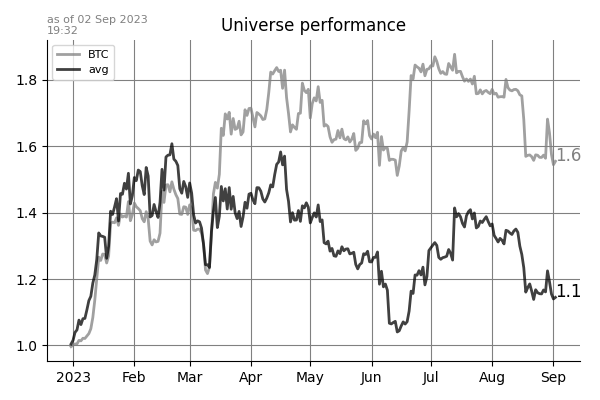 as of 02 Sep 2023
19:32
Universe performance
BTC
avg
1.8
1.6
1.4
1.2
1.0
1.6
1.1
2023 Feb Mar Apr May Jun Jul Aug Sep